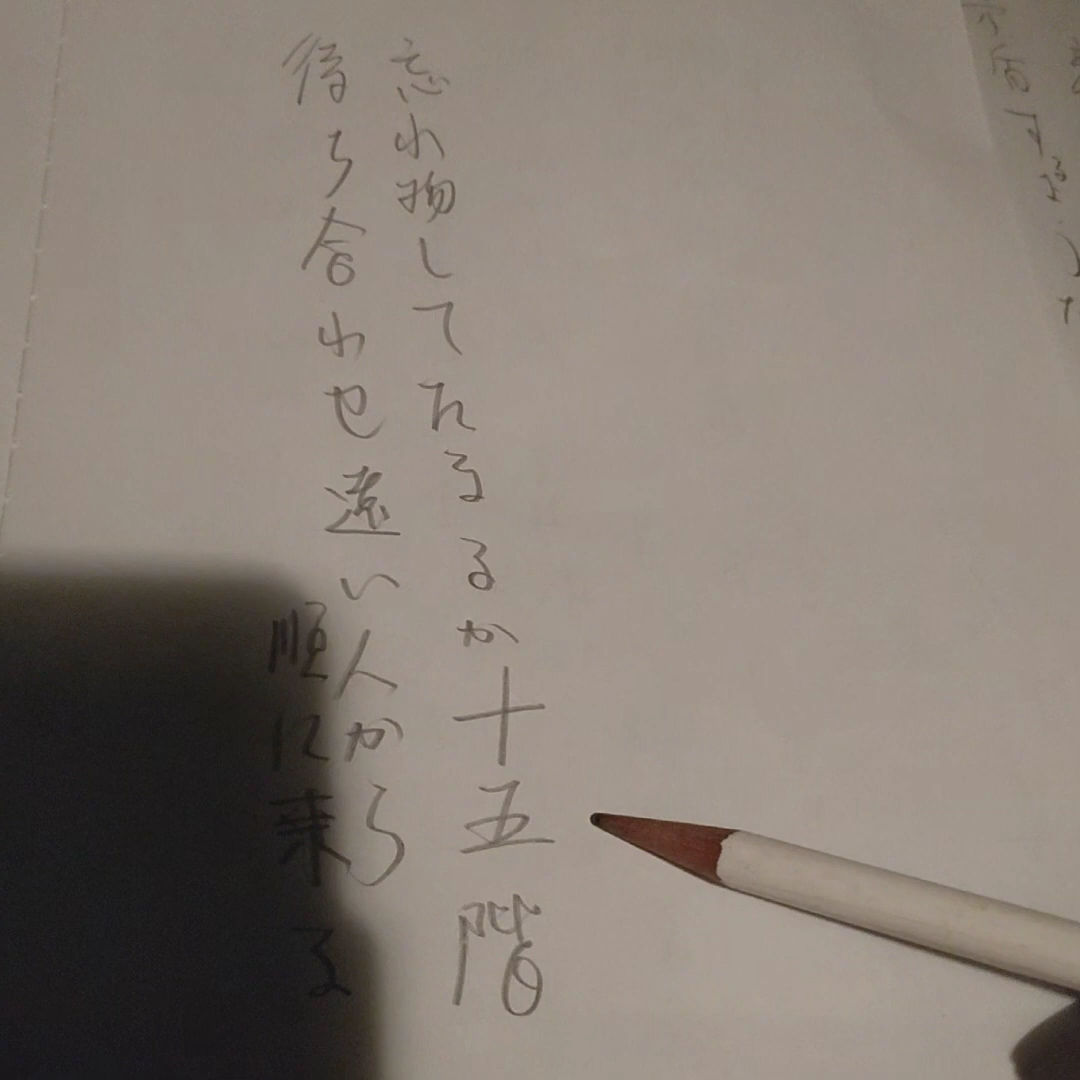 忘れ物してたるるか十五階
待ち合わせ遠い人から
順に来る